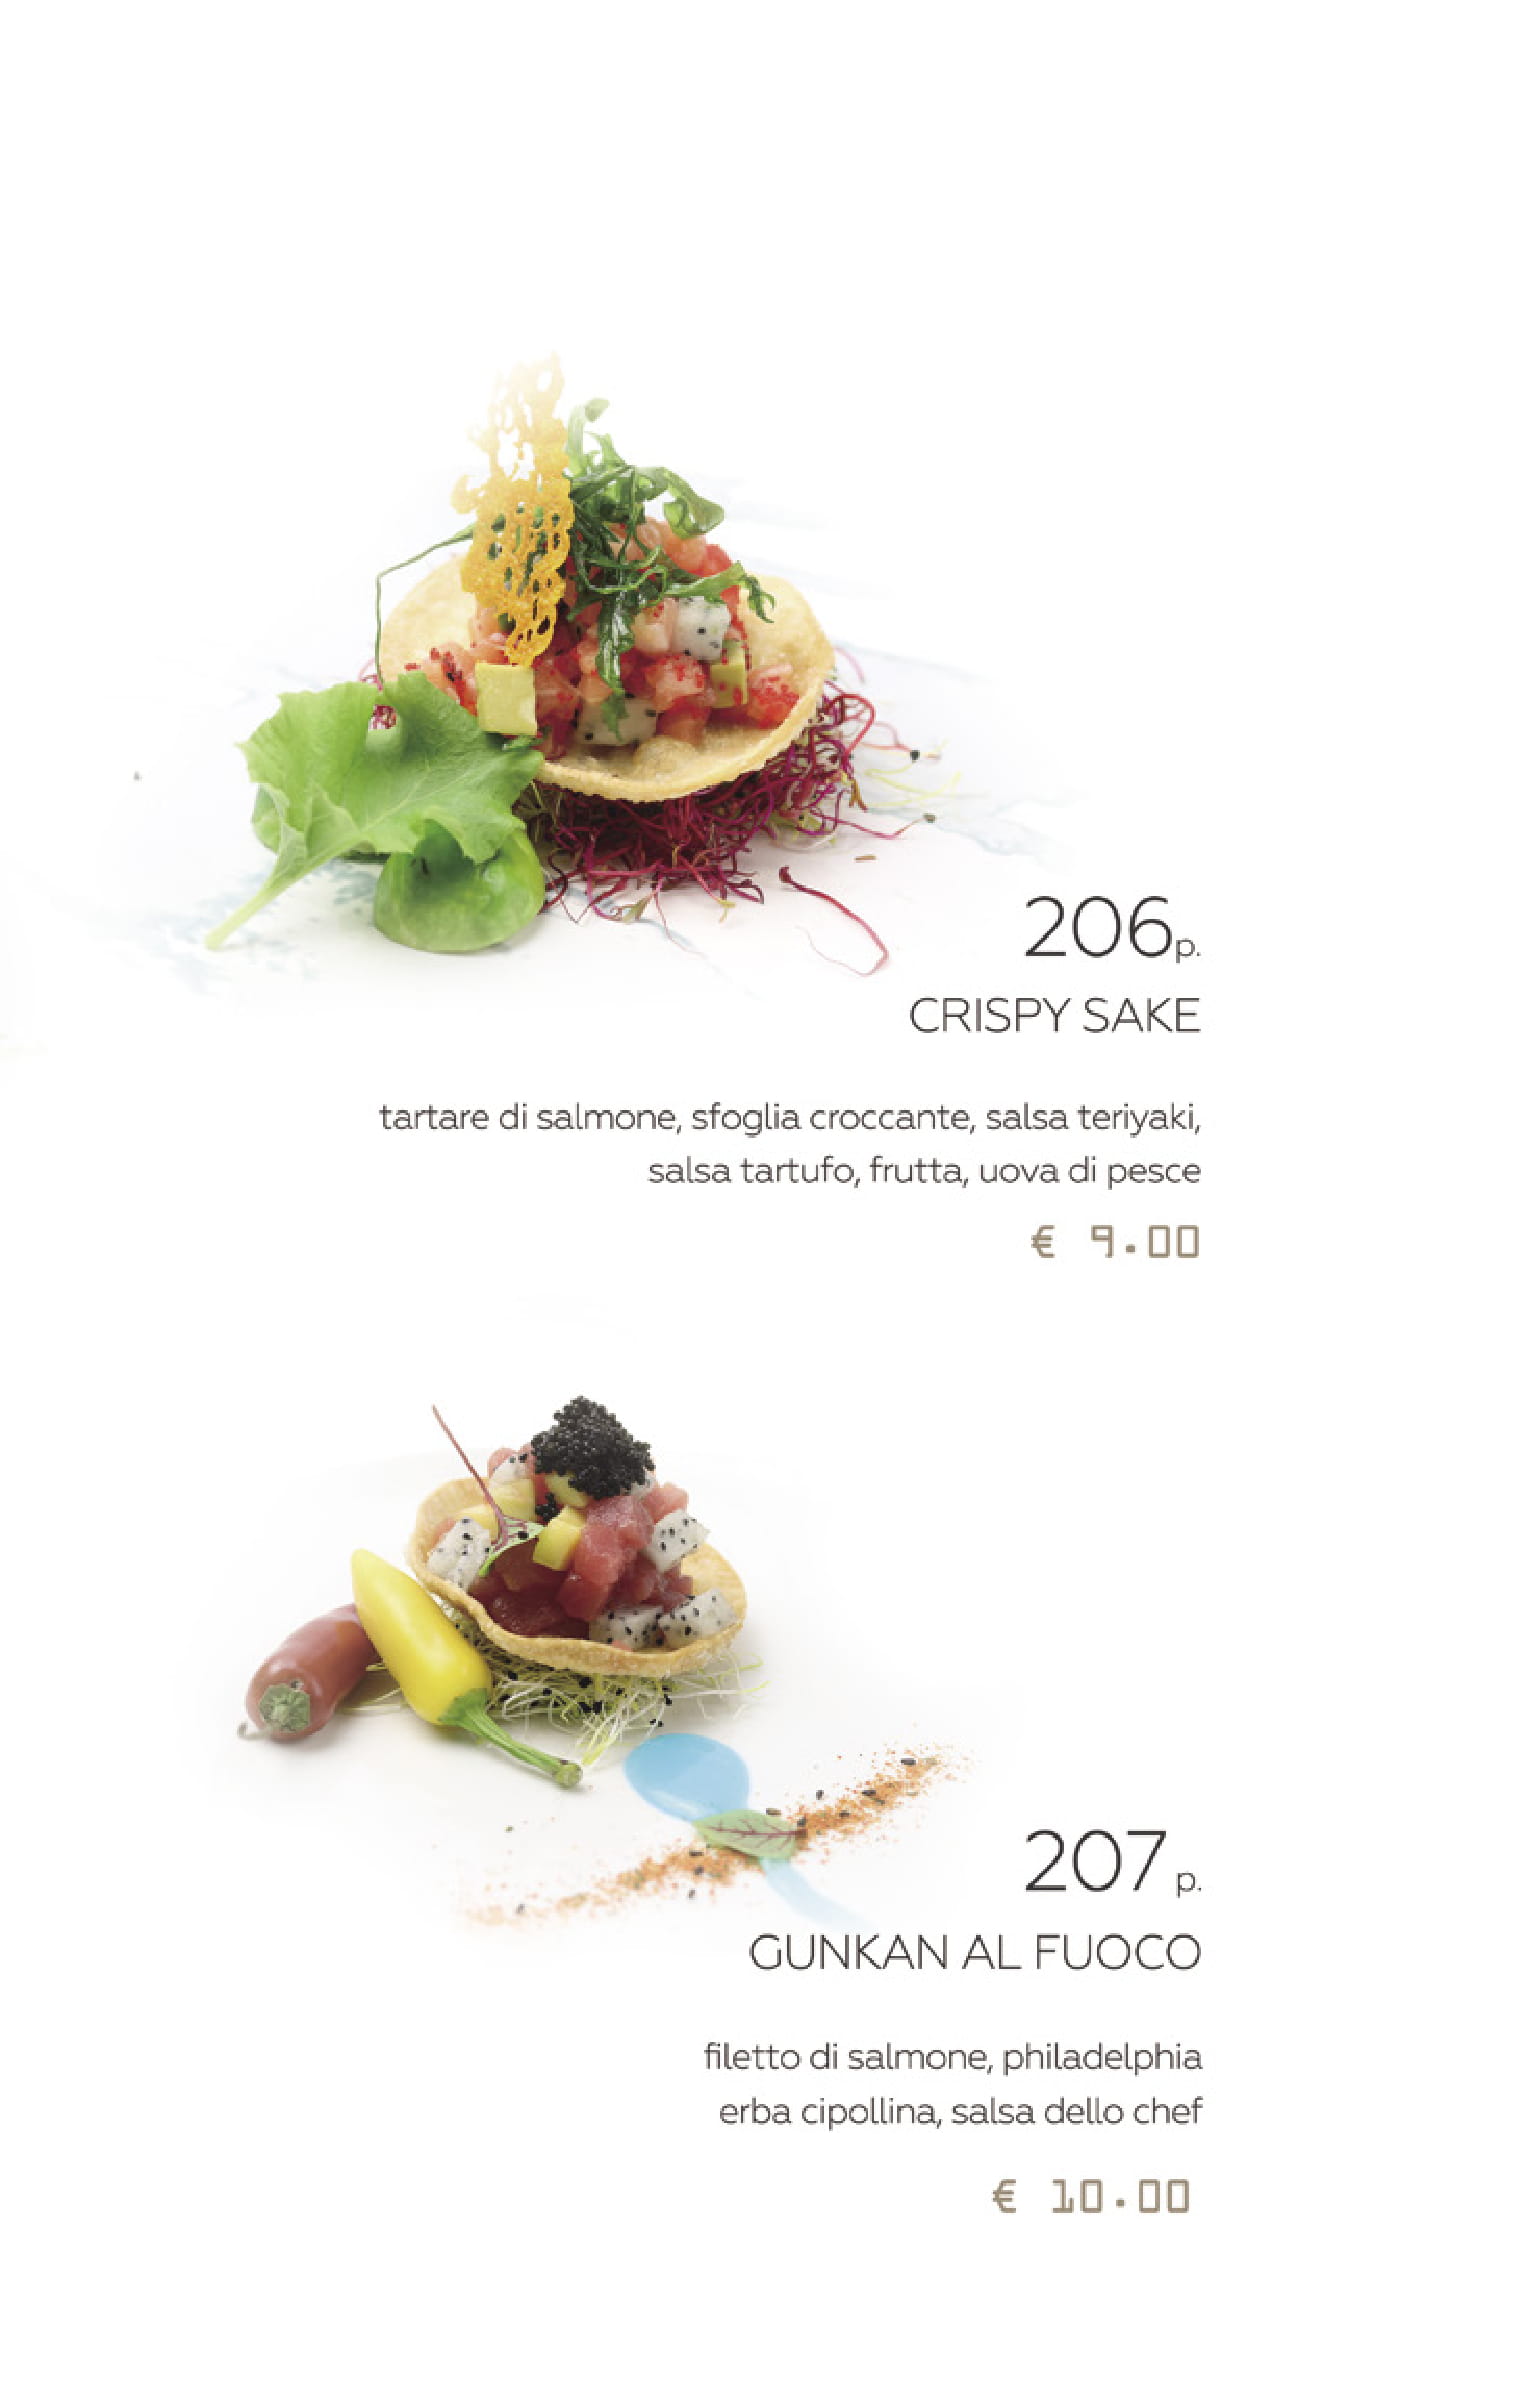 206p.
CRISPY SAKE
tartare di salmone, sfoglia croccante, salsa teriyaki,
salsa tartufo, frutta, uova di pesce
€ 9.00
207 p.
GUNKAN AL FUOCO
filetto di salmone, philadelphia
erba cipollina, salsa dello chef
€ 10.00